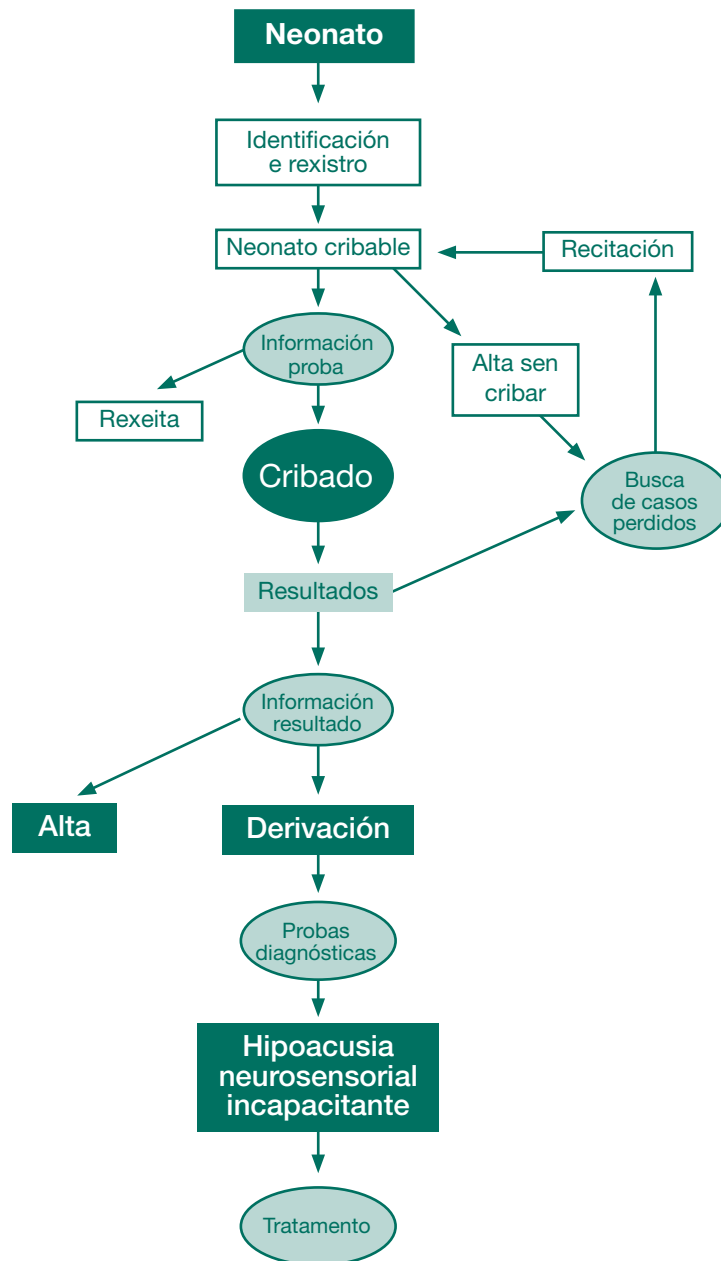 Neonato
Identificación
e rexistro
Neonato cribable
Recitación
Información
proba
Alta sen
cribar
Rexeita
Cribado
Busca
de casos
perdidos
Resultados
Información
resultado
Alta
Derivación
Probas
diagnósticas
Hipoacusia
neurosensorial
incapacitante
Tratamento